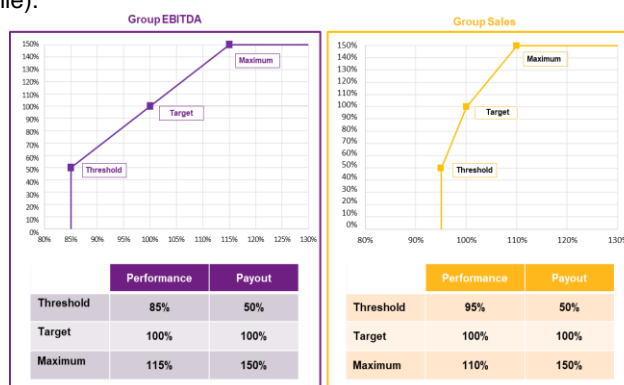 ile):
Group EBITDA
150%
140%
130%
120%
110%
100%
90%
80%
70%
60%
50%
40%
30%
20%
10%
0%
Maximum
Target
Threshold
80% 85% 90% 95% 100% 105% 110% 115% 120% 125% 130%
Performance Payout
Threshold 85% 50%
Target 100% 100%
Maximum 115% 150%
Group Sales
150%
140%
130%
120%
110%
100%
90%
80%
70%
60%
50%
40%
30%
20%
10%
0%
Maximum
Target
Threshold
80% 90% 100% 110% 120% 130%
Performance Payout
Threshold 95% 50%
Target 100% 100%
Maximum 110% 150%